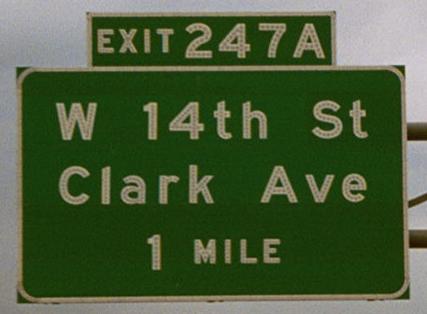 EXIT 247A
W 14th St
Clark Ave
1 MILE